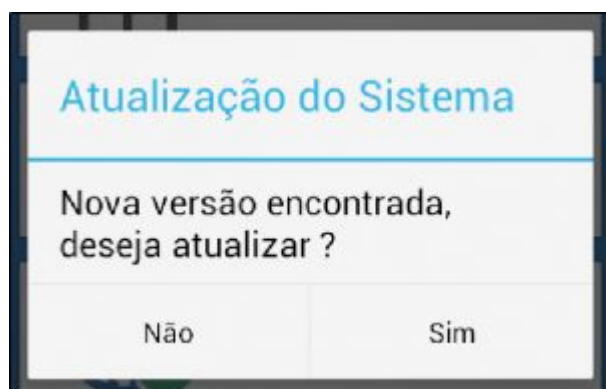 Atualização do Sistema
Nova versão encontrada,
deseja atualizar ?
Não
Sim